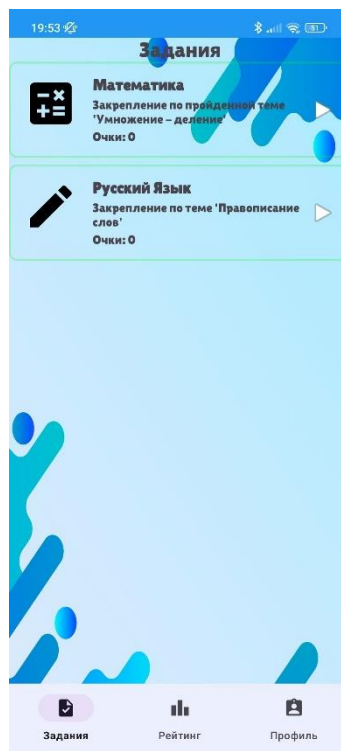 19:53
Задания
Математика
Закрепление по пройденной теме
'Умножение – деление'
Очки: 0
Русский Язык
Закрепление по теме 'Правописание
слов'
Очки: 0
Задания
Рейтинг
Профиль